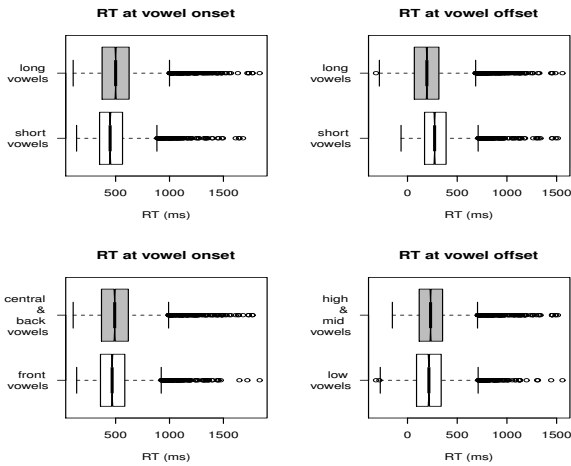 RT at vowel onset
long
vowels
short
vowels
500 1000 1500
RT (ms)
RT at vowel offset
long
vowels
short
vowels
0 500 1000 1500
RT (ms)
RT at vowel onset
central
&
back
vowels
front
vowels
500 1000 1500
RT (ms)
RT at vowel offset
high
&
mid
vowels
low
vowels
0 500 1000 1500
RT (ms)